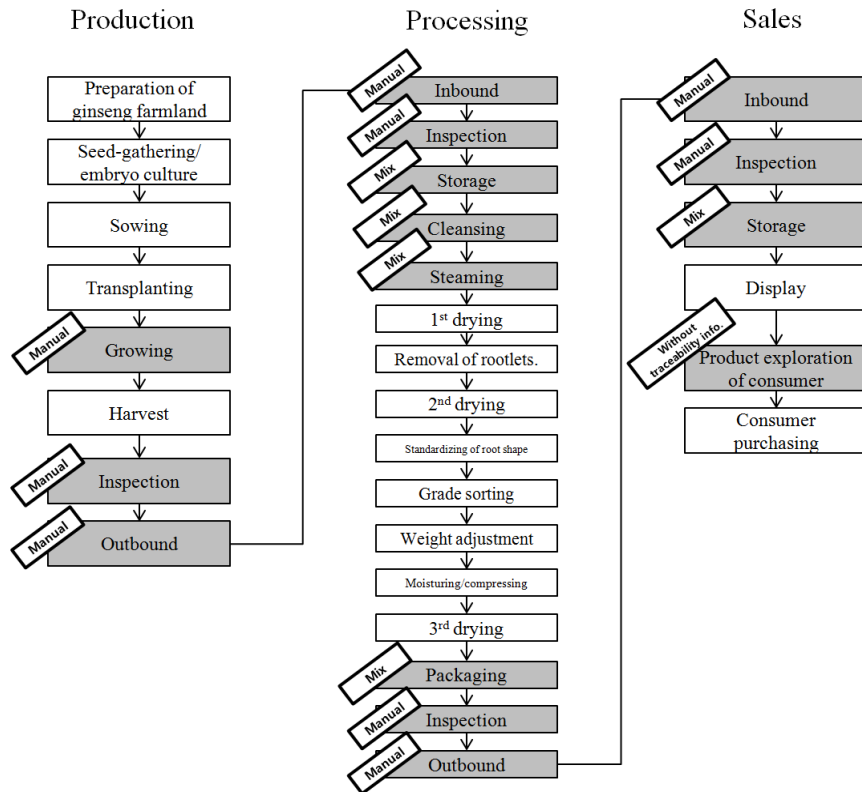 Production
Preparation of
ginseng farmland
Seed-gathering/
embryo culture
Sowing
Transplanting
Manual
Growing
Harvest
Manual
Inspection
Manual
Outbound
Processing
Manual
Inbound
Manual
Inspection
Mix
Storage
Mix
Cleansing
Mix
Steaming
1st drying
Removal of rootlets.
2nd drying
Standardizing of root shape
Grade sorting
Weight adjustment
Moisturing/compressing
3rd drying
Mix
Packaging
Manual
Inspection
Manual
Outbound
Sales
Manual
Inbound
Manual
Inspection
Mix
Storage
Display
Without
traceability info.
Product exploration
of consumer
Consumer
purchasing